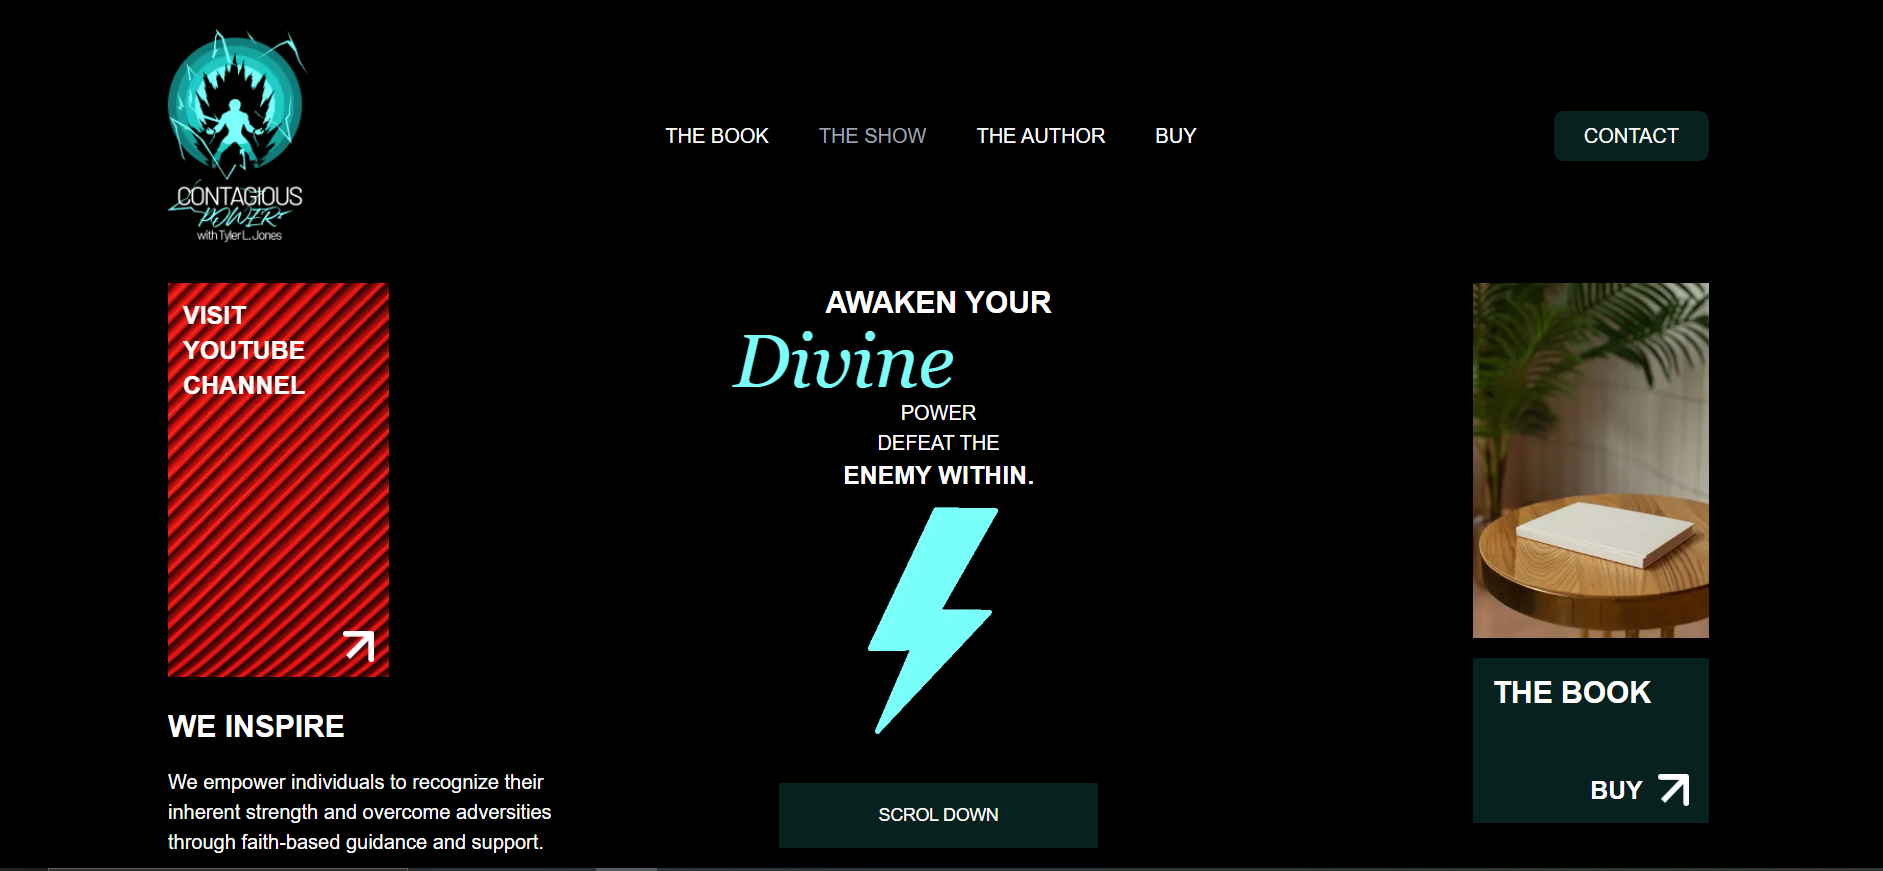 CONTAGIOUS
POWER
with Tyler L. Jones
THE BOOK
THE SHOW
THE AUTHOR
BUY
CONTACT
VISIT
YOUTUBE
CHANNEL
AWAKEN YOUR
Divine
POWER
DEFEAT THE
ENEMY WITHIN.
SCROL DOWN
THE BOOK
BUY
WE INSPIRE
We empower individuals to recognize their
inherent strength and overcome adversities
through faith-based guidance and support.